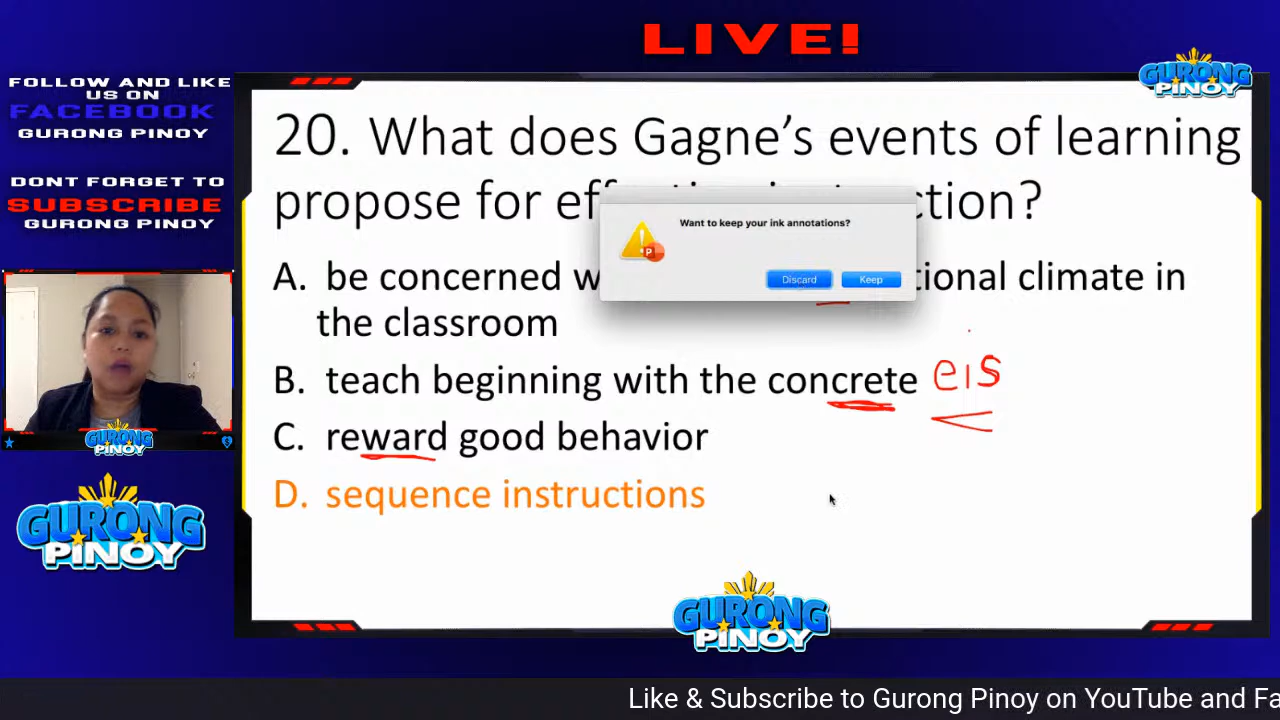 LIVE!
GURONG
PINOY
FOLLOW AND LIKE
US ON
FACEBOOK
GURONG PINOY
DONT FORGET TO
SUBSCRIBE
GURONG PINOY
20. What does Gagne's events of learning
propose for ction?
Want to keep your ink annotations?
Discard Keep
A. be concerned tional climate in
the classroom
B. teach beginning with the concrete eis
C. reward good behavior
D. sequence instructions
GURONG
PINOY
GURONG
PINOY
GURONG
PINOY
Like & Subscribe to Gurong Pinoy on YouTube and Fa